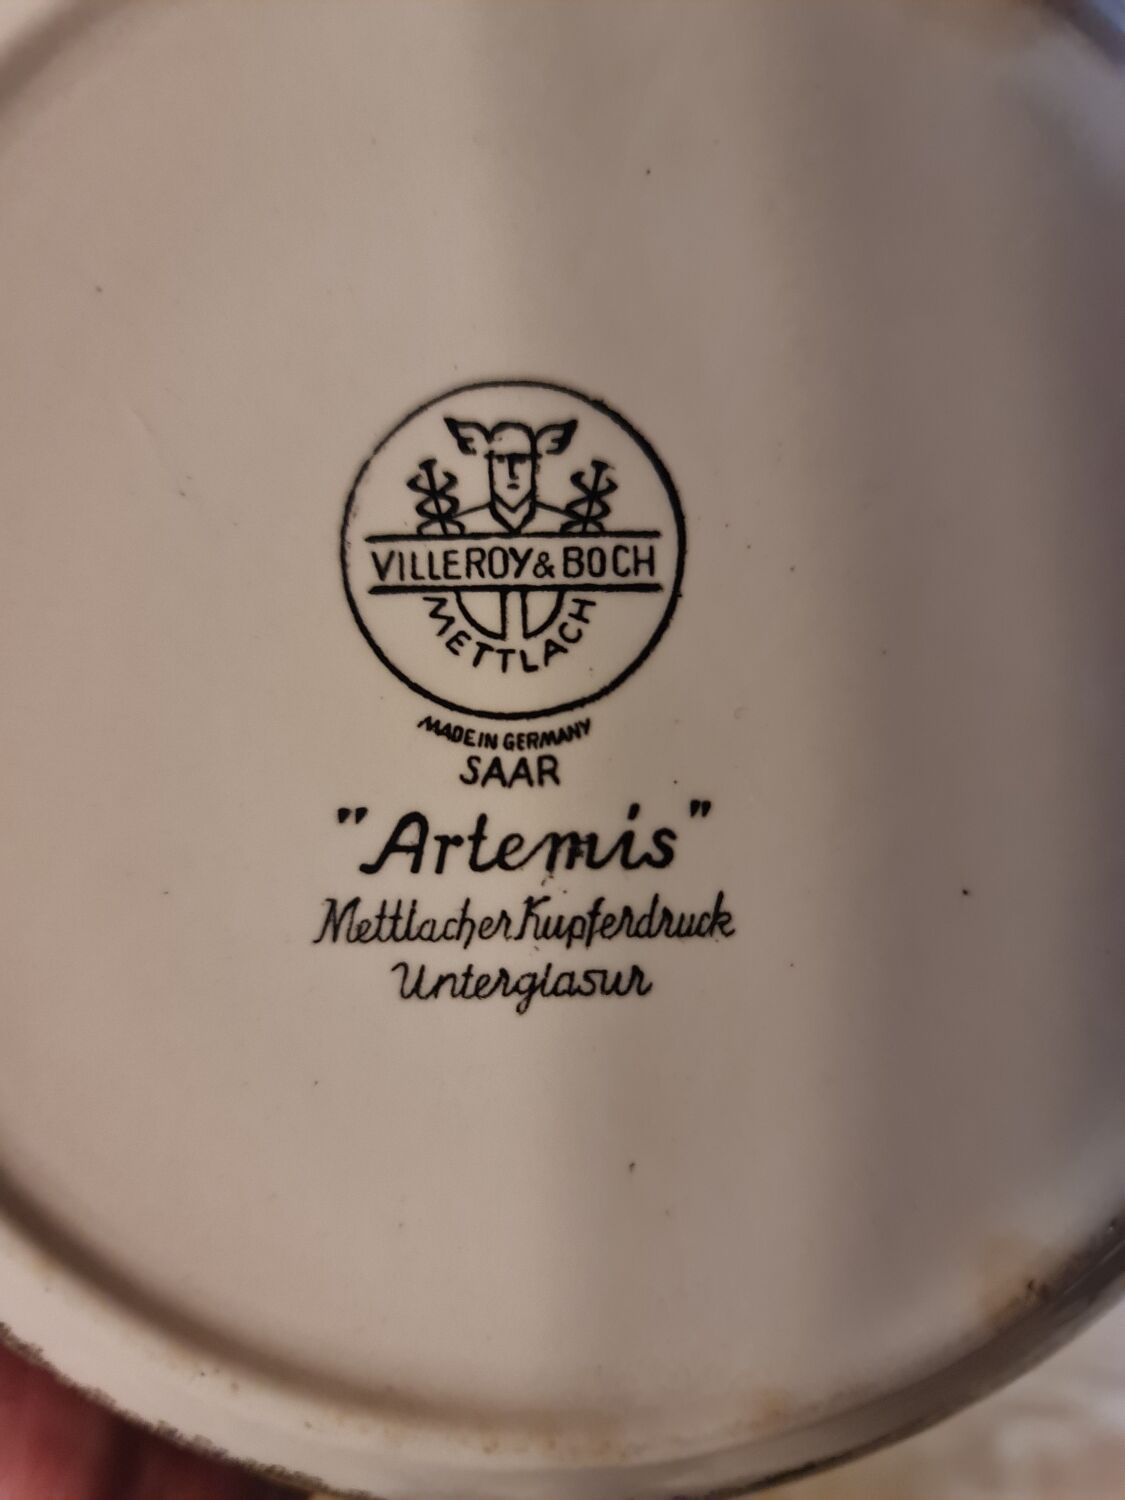 VILLEROY & BOCH
METTLACH
MADE IN GERMANY
SAAR
"Artemis"
Mettlacher Kupferdruck
Unterglasur